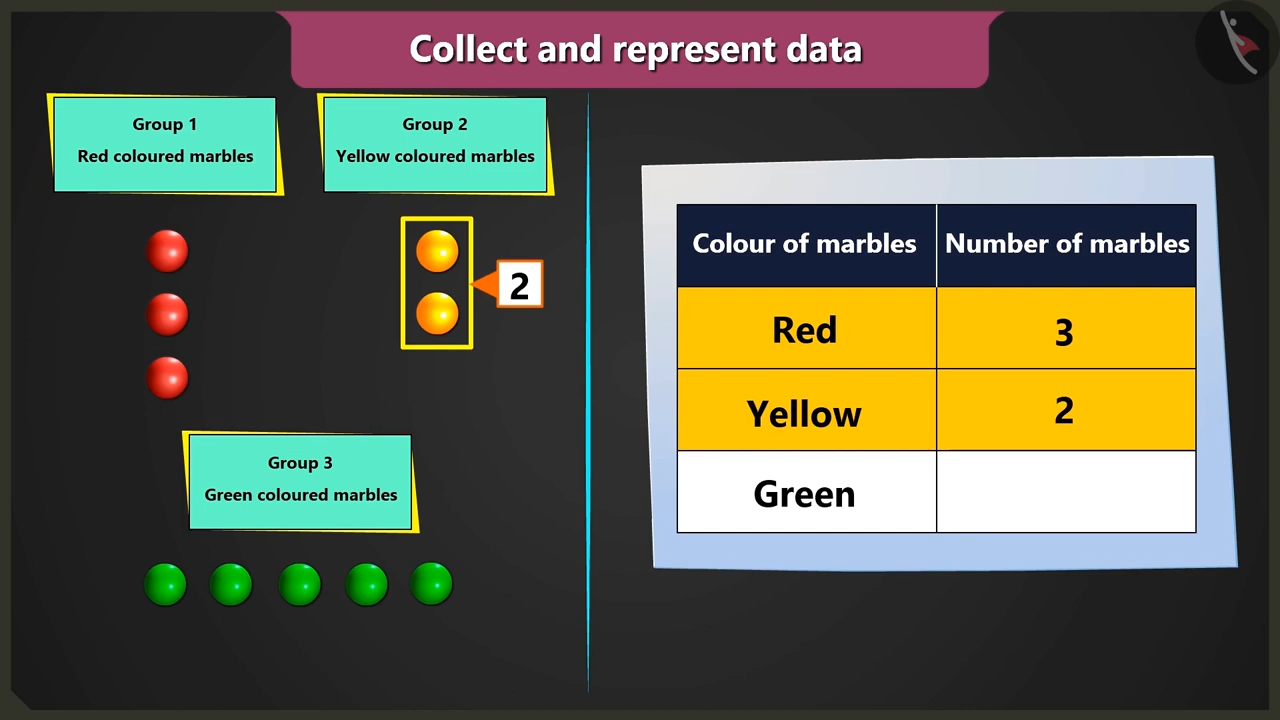 Collect and represent data
Group 1
Red coloured marbles
Group 2
Yellow coloured marbles
2
Group 3
Green coloured marbles
Colour of marbles Number of marbles
Red 3
Yellow 2
Green